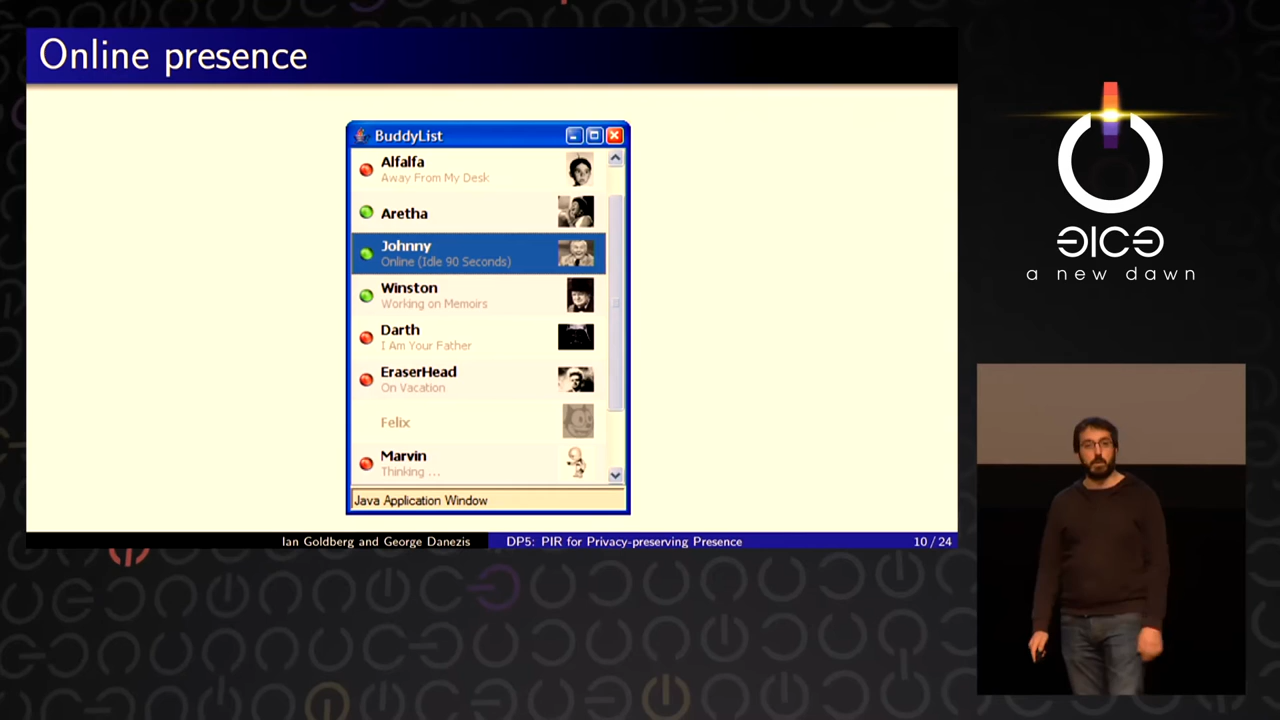 Online presence
BuddyList
Alfalfa
Away From My Desk
Aretha
Johnny
Online (Idle 90 Seconds)
Winston
Working on Memoirs
Darth
I Am Your Father
EraserHead
On Vacation
Felix
Marvin
Thinking ...
Java Application Window
Ian Goldberg and George Danezis
DP5: PIR for Privacy-preserving Presence
10 / 24
a new dawn